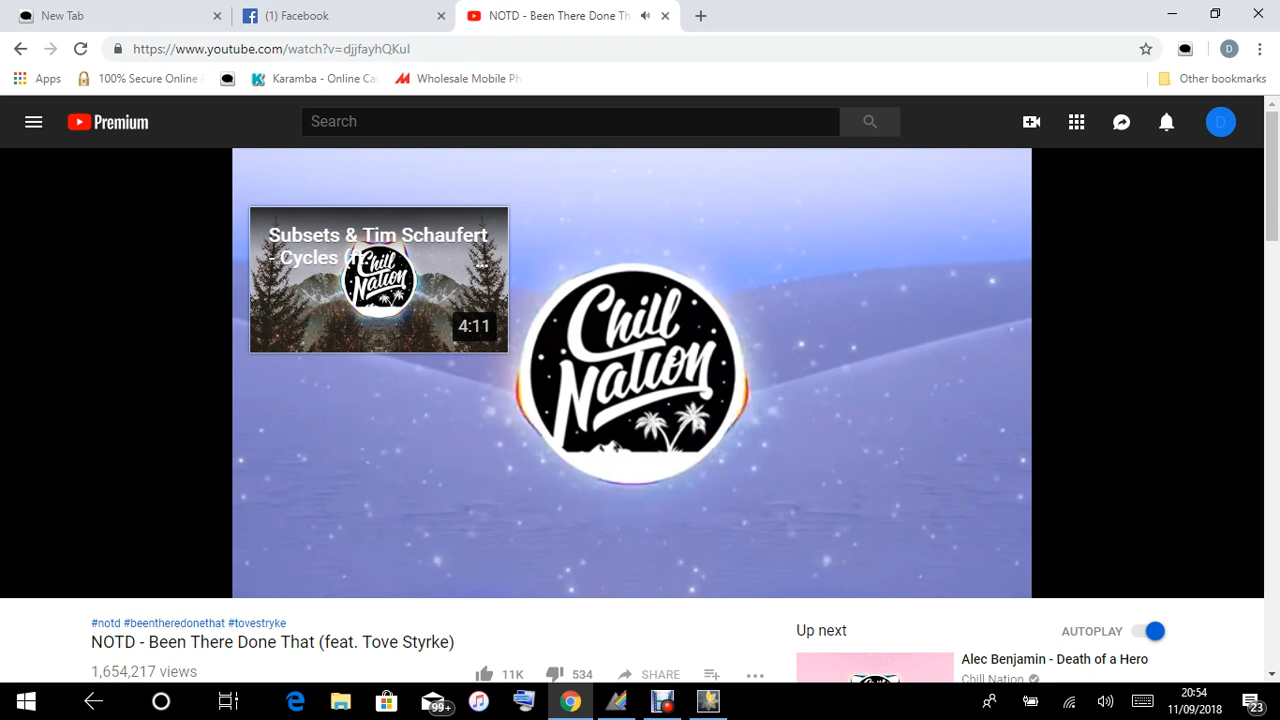 New Tab
(1) Facebook
NOTD - Been There Done Th
https://www.youtube.com/watch?v=djjfayhQKuI
D
Apps
100% Secure Online
Karamba - Online Ca
Wholesale Mobile Ph
Other bookmarks
Premium
Search
D
Subsets & Tim Schaufert
- Cycles (f
...
Chill
Nation
4:11
Chill
Nation
#notd #beentheredonethat #tovestryke
NOTD - Been There Done That (feat. Tove Styrke)
1,654,217 views
11K
534
SHARE
Up next
AUTOPLAY
Alec Benjamin - Death of a Hero
Chill Nation
99+
20:54
11/09/2018
23